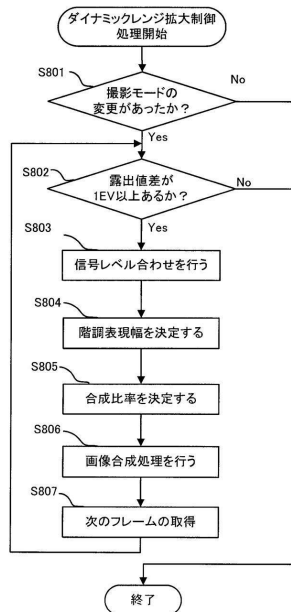 ダイナミックレンジ拡大制御
処理開始
S801
撮影モードの
変更があったか？
No
Yes
S802
露出値差が
1EV以上あるか？
No
Yes
S803
信号レベル合わせを行う
S804
階調表現幅を決定する
S805
合成比率を決定する
S806
画像合成処理を行う
S807
次のフレームの取得
終了